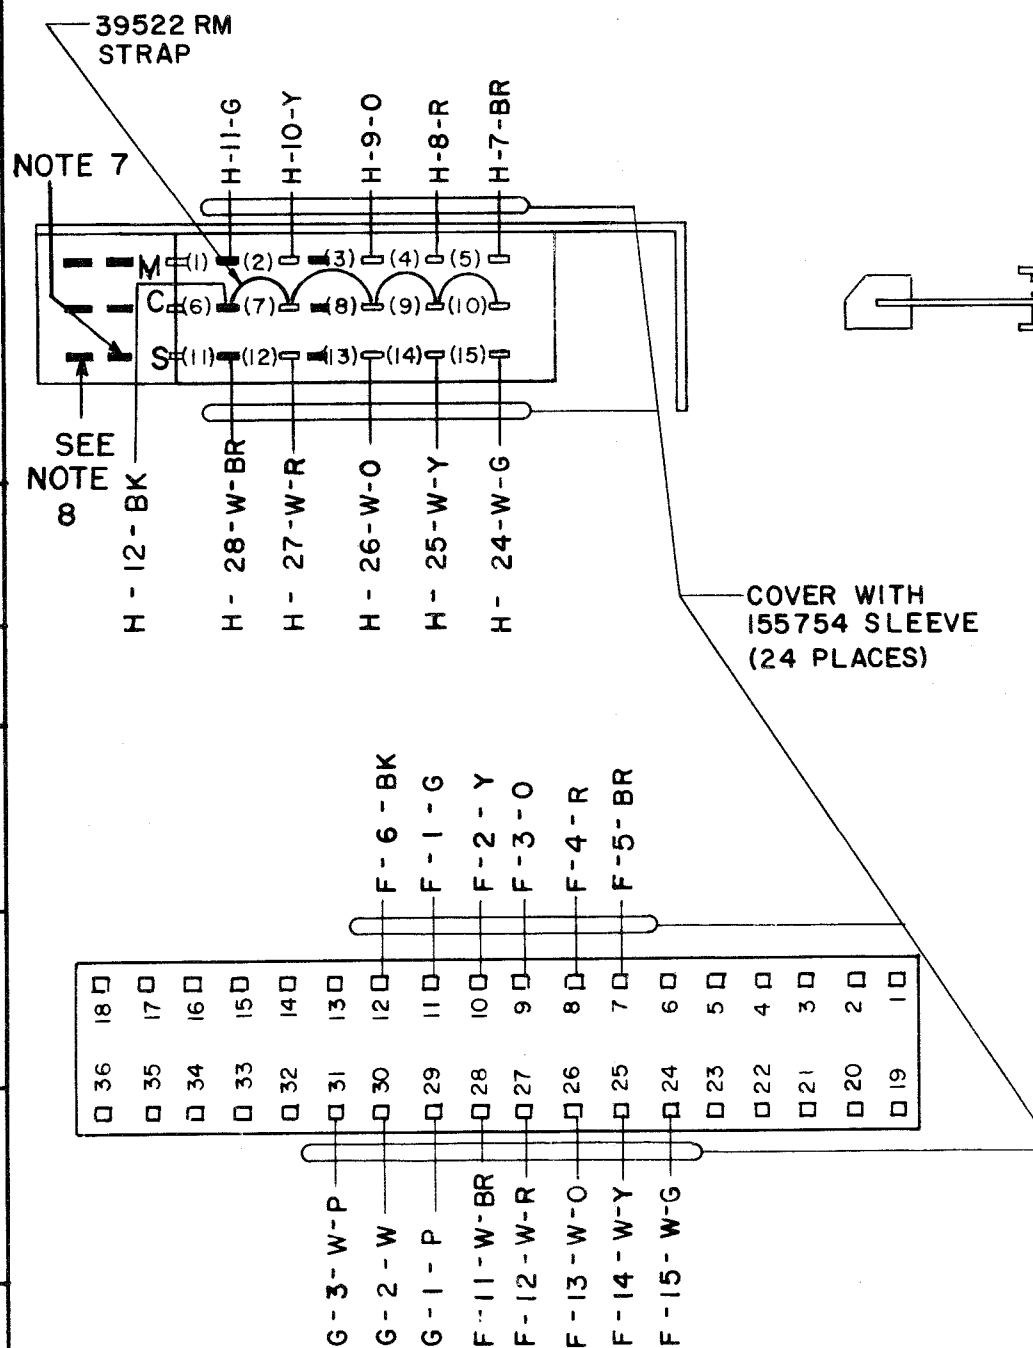 39522 RM
STRAP
H-11-G
H-10-Y
H-9-O
H-8-R
H-7-BR
NOTE 7
M (1) (2) (3) (4) (5)
C (6) (7) (8) (9) (10)
S (11) (12) (13) (14) (15)
SEE
NOTE
8
H - 12 - BK
H - 28 - W - BR
H - 27 - W - R
H - 26 - W - O
H - 25 - W - Y
H - 24 - W - G
COVER WITH
155754 SLEEVE
(24 PLACES)
F - 6 - BK
F - 1 - G
F - 2 - Y
F - 3 - O
F - 4 - R
F - 5 - BR
18 17 16 15 14 13 12 11 10 9 8 7 6 5 4 3 2 1
36 35 34 33 32 31 30 29 28 27 26 25 24 23 22 21 20 19
G - 3 - W - P
G - 2 - W
G - 1 - P
F - 11 - W - BR
F - 12 - W - R
F - 13 - W - O
F - 14 - W - Y
F - 15 - W - G